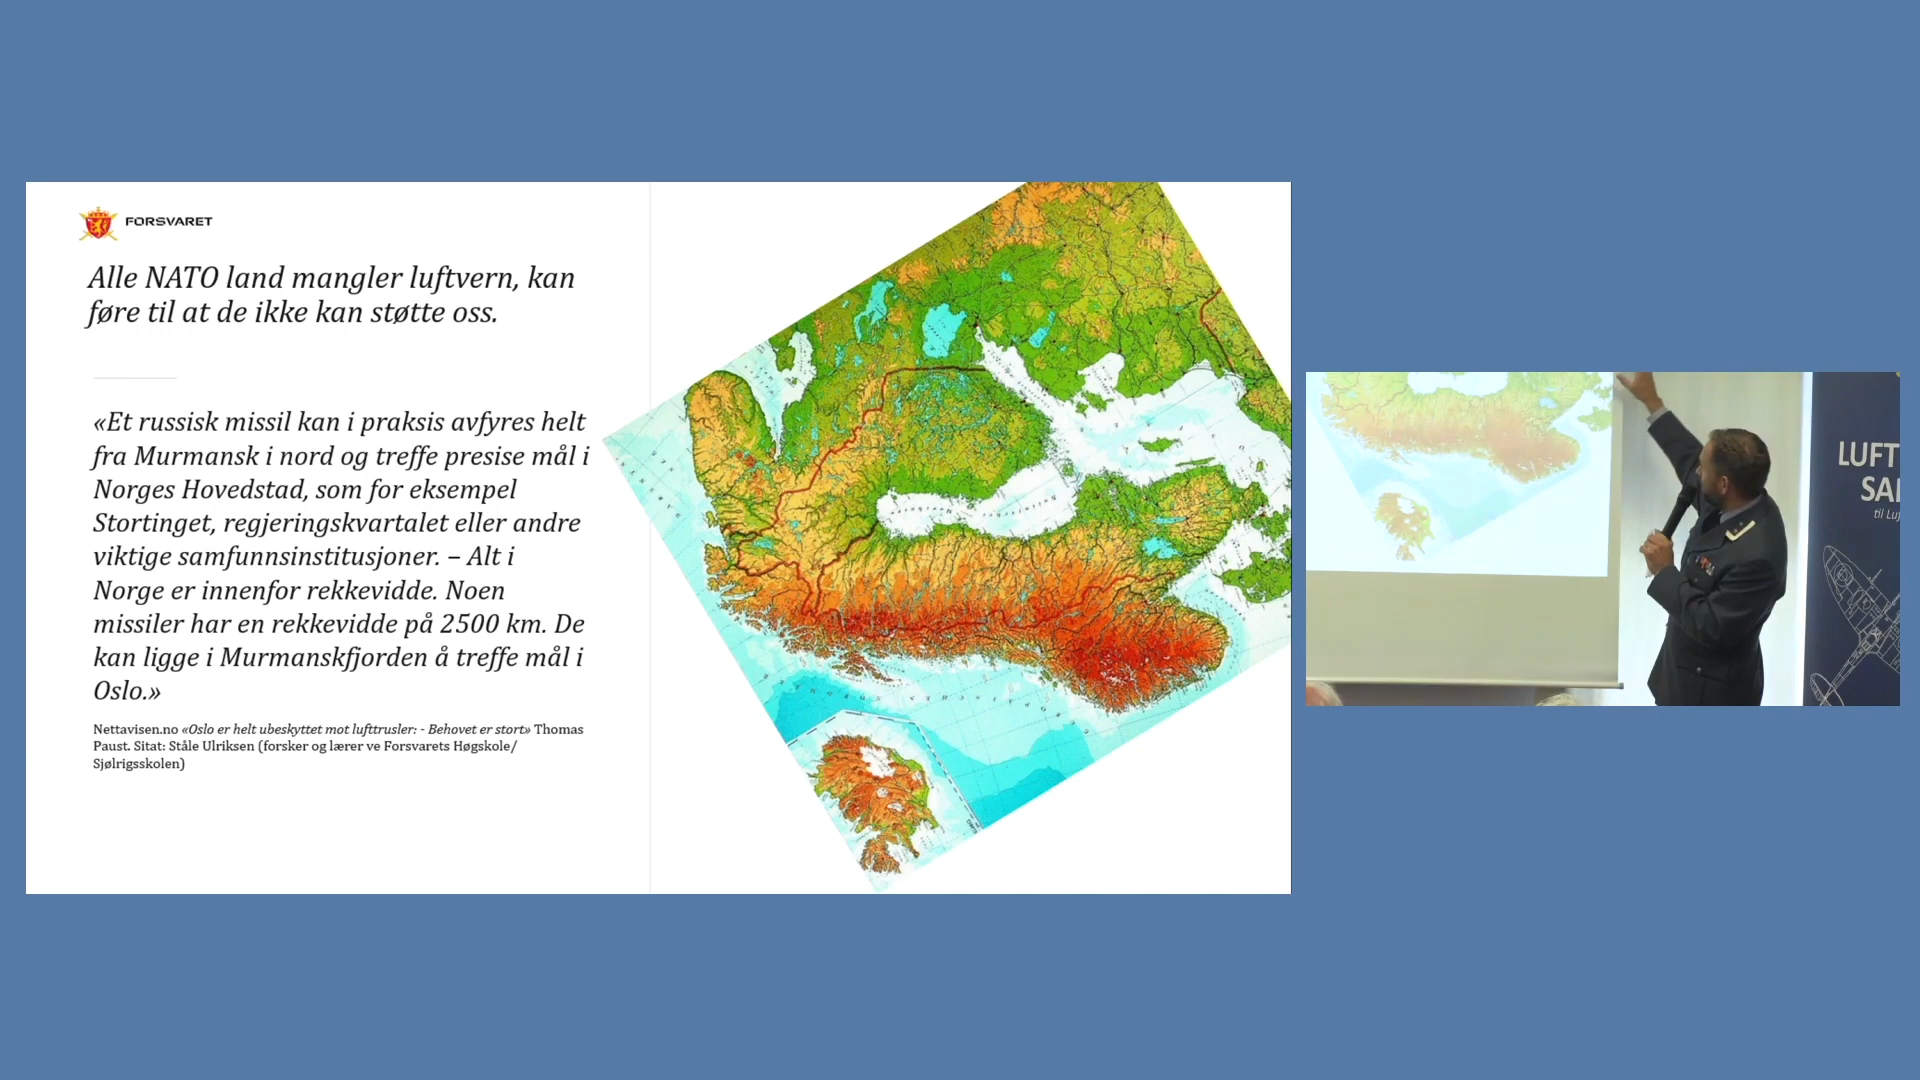 FORSVARET
Alle NATO land mangler luftvern, kan
føre til at de ikke kan støtte oss.
«Et russisk missil kan i praksis avfyres helt
fra Murmansk i nord og treffe presise mål i
Norges Hovedstad, som for eksempel
Stortinget, regjeringskvartalet eller andre
viktige samfunnsinstitusjoner. – Alt i
Norge er innenfor rekkevidde. Noen
missiler har en rekkevidde på 2500 km. De
kan ligge i Murmanskfjorden å treffe mål i
Oslo.»
Nettavisen.no «Oslo er helt ubeskyttet mot lufttrusler: - Behovet er stort» Thomas
Paust. Sitat: Ståle Ulriksen (forsker og lærer ve Forsvarets Høgskole/
Sjølrigsskolen)
LUFT
SA
til Luf